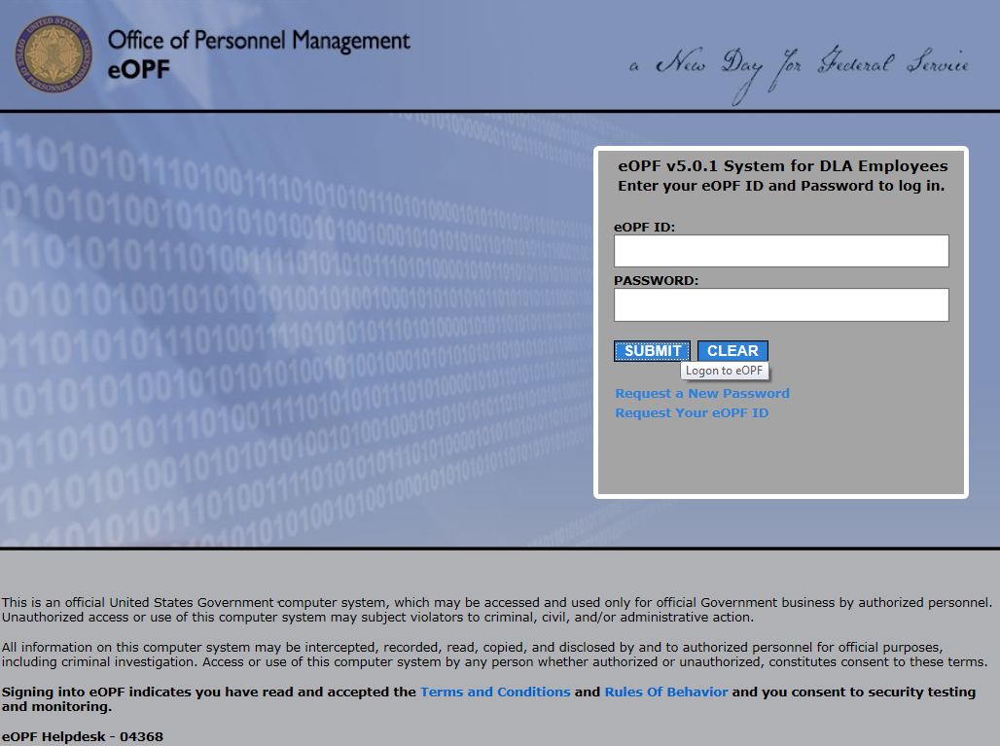 Office of Personnel Management
eOPF
a New Day for Federal Service
eOPF v5.0.1 System for DLA Employees
Enter your eOPF ID and Password to log in.
eOPF ID:
PASSWORD:
SUBMIT CLEAR
Logon to eOPF
Request a New Password
Request Your eOPF ID
This is an official United States Government computer system, which may be accessed and used only for official Government business by authorized personnel.
Unauthorized access or use of this computer system may subject violators to criminal, civil, and/or administrative action.
All information on this computer system may be intercepted, recorded, read, copied, and disclosed by and to authorized personnel for official purposes,
including criminal investigation. Access or use of this computer system by any person whether authorized or unauthorized, constitutes consent to these terms.
Signing into eOPF indicates you have read and accepted the Terms and Conditions and Rules Of Behavior and you consent to security testing
and monitoring.
eOPF Helpdesk - 04368